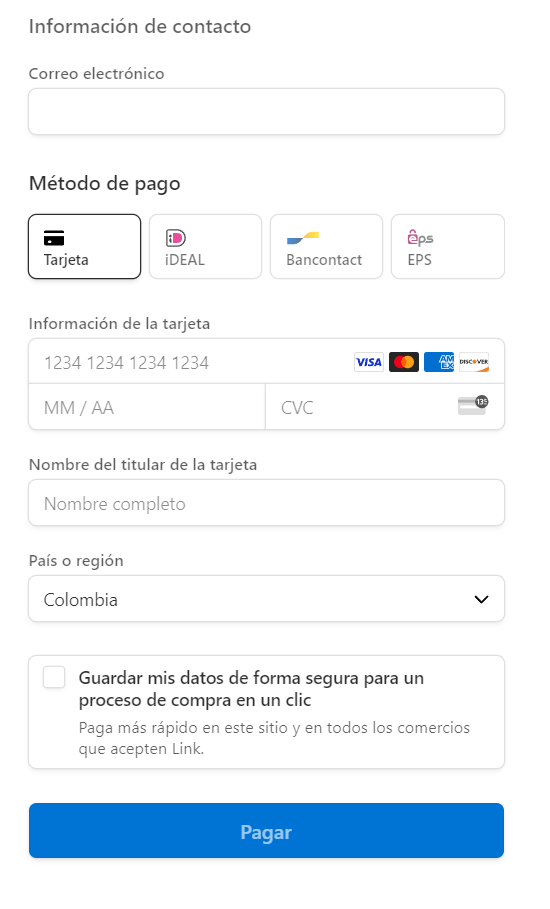 Información de contacto
Correo electrónico
Método de pago
Tarjeta
iDEAL
Bancontact
EPS
Información de la tarjeta
1234 1234 1234 1234
VISA
AM
EX
DISCOVER
MM / AA
CVC
135
Nombre del titular de la tarjeta
Nombre completo
País o región
Colombia
Guardar mis datos de forma segura para un
proceso de compra en un clic
Paga más rápido en este sitio y en todos los comercios
que acepten Link.
Pagar